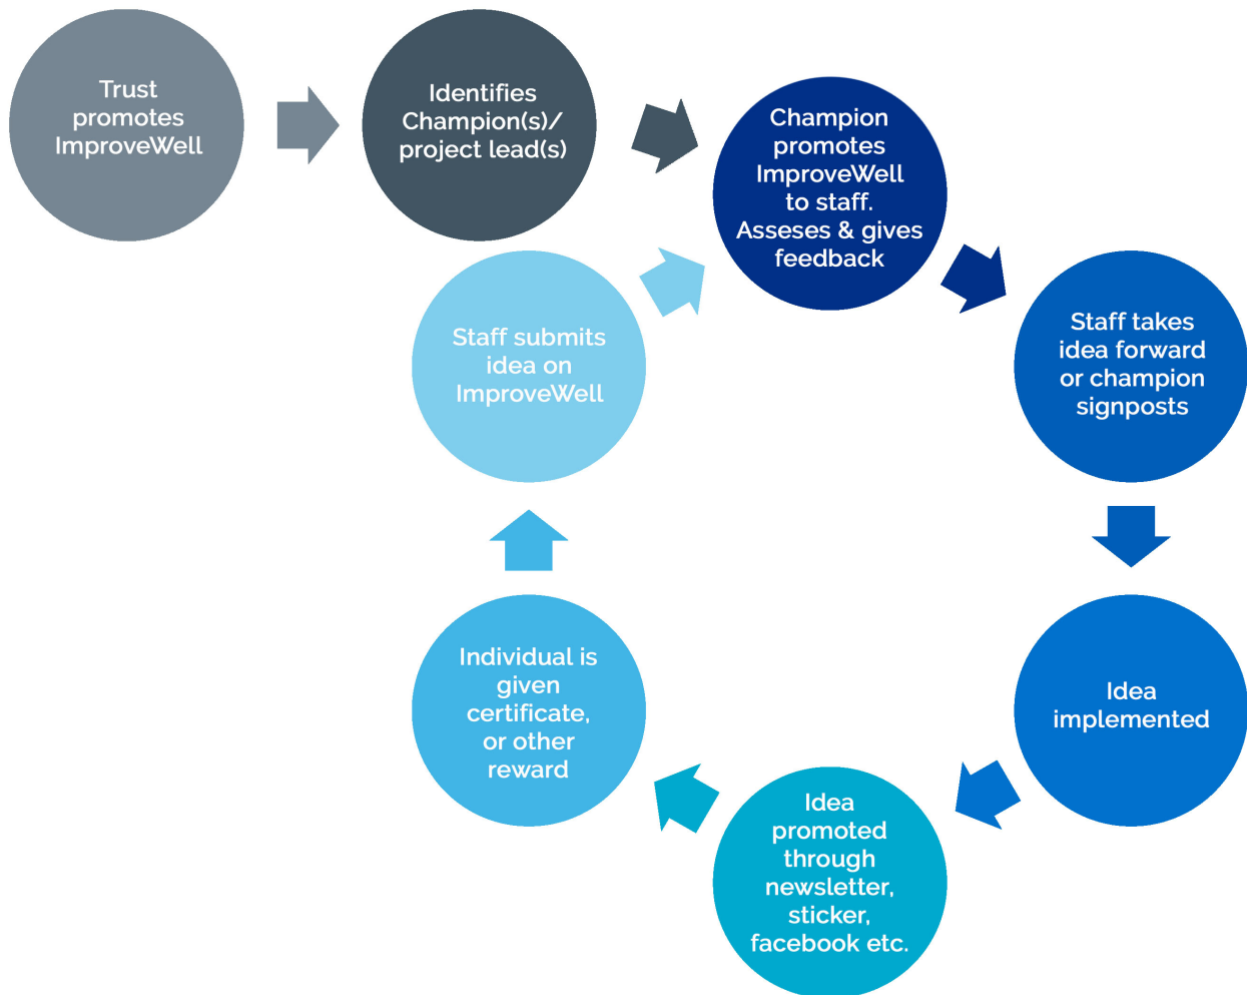 Trust
promotes
ImproveWell
Identifies
Champion(s)/
project lead(s)
Champion
promotes
ImproveWell
to staff.
Asseses & gives
feedback
Staff takes
idea forward
or champion
signposts
Idea
implemented
Idea
promoted
through
newsletter,
sticker,
facebook etc.
Individual is
given
certificate,
or other
reward
Staff submits
idea on
ImproveWell